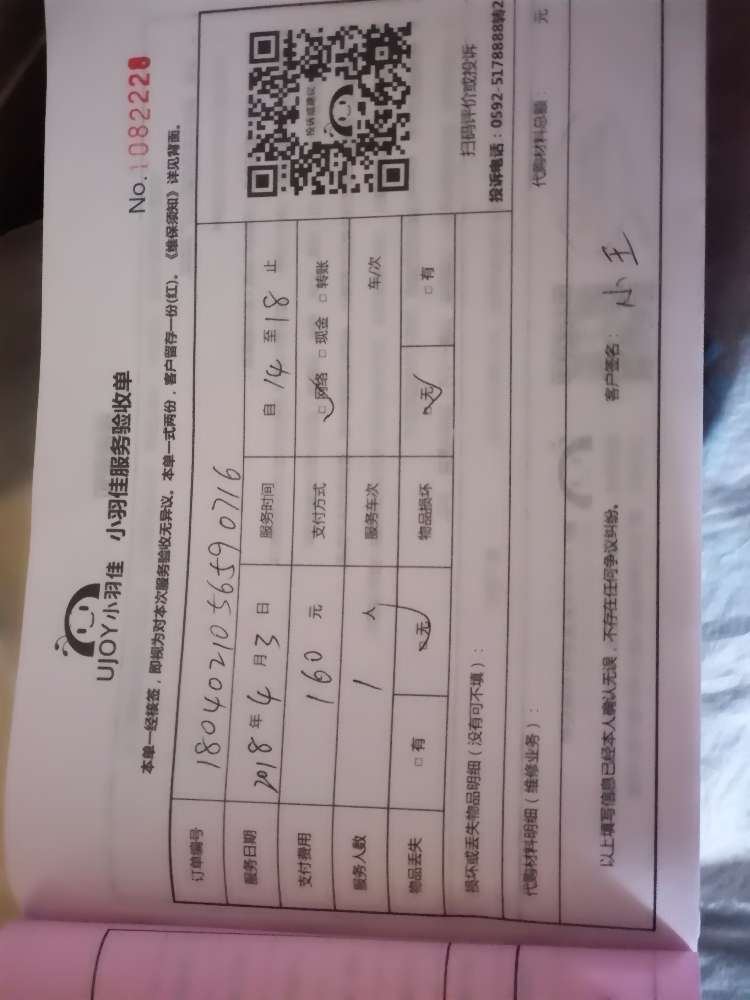 UJOY小羽佳 小羽佳服务验收单
No.1082228
本单一经核签，即视为对本次服务验收无异议。本单一式两份，客户留存一份(红)。《维保须知》详见背面。
订单编号 18040210565590716
服务日期 2018年4月3日 服务时间 自14至18止
支付费用 160元 支付方式 □网络 □现金 □转账
服务人数 1人 服务车次 车/次
物品丢失 □有 □无 物品损坏 □无 □有
投诉或建议
扫码评价或投诉
投诉电话：0592-5178888转2
损坏或丢失物品明细（没有可不填）：
代购材料明细（维修业务）： 代购材料总额： 元
以上填写信息已经本人确认无误，不存在任何争议纠纷。 客户签名： 小王